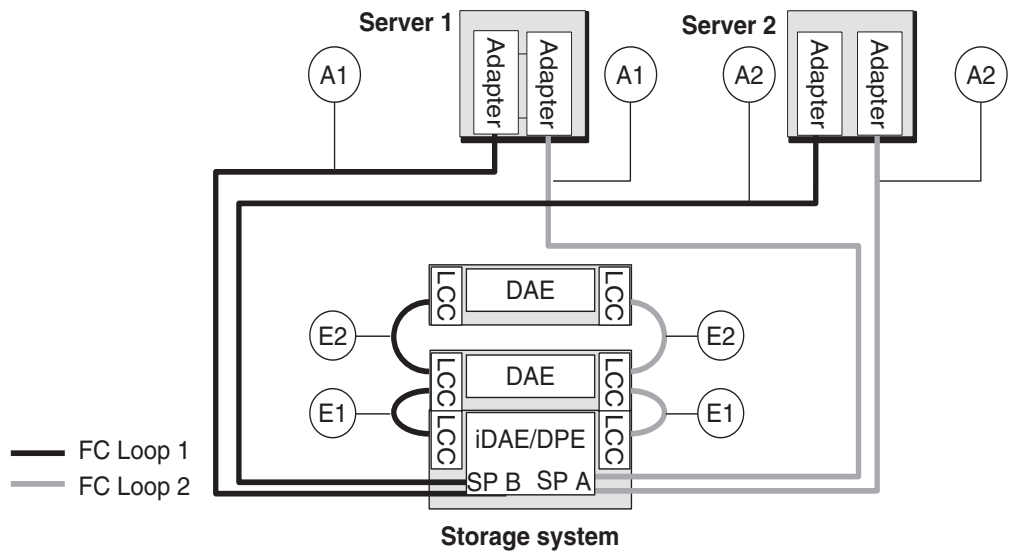 Server 1
Server 2
A1
Adapter
Adapter
A1
A2
Adapter
Adapter
A2
LCC
DAE
LCC
E2
E2
LCC
DAE
LCC
E1
E1
LCC
iDAE/DPE
LCC
SP B SP A
FC Loop 1
FC Loop 2
Storage system